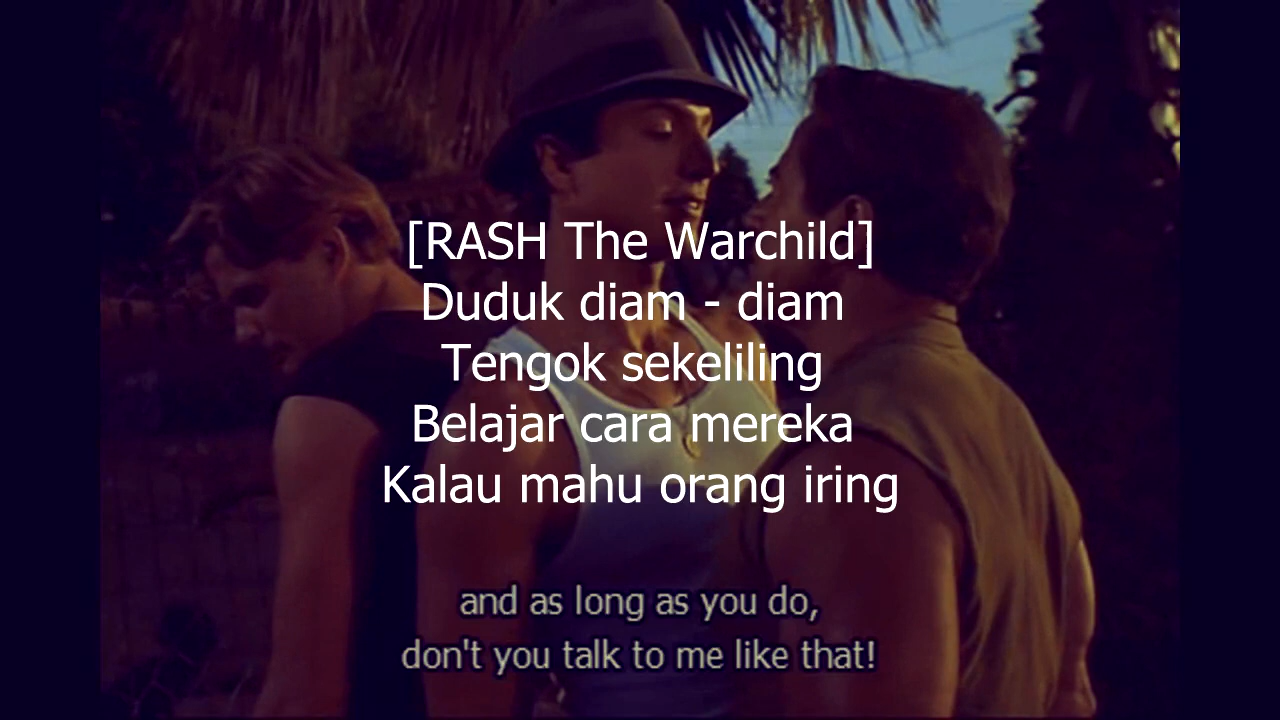 [RASH The Warchild]
Duduk diam - diam
Tengok sekeliling
Belajar cara mereka
Kalau mahu orang iring
and as long as you do,
don't you talk to me like that!